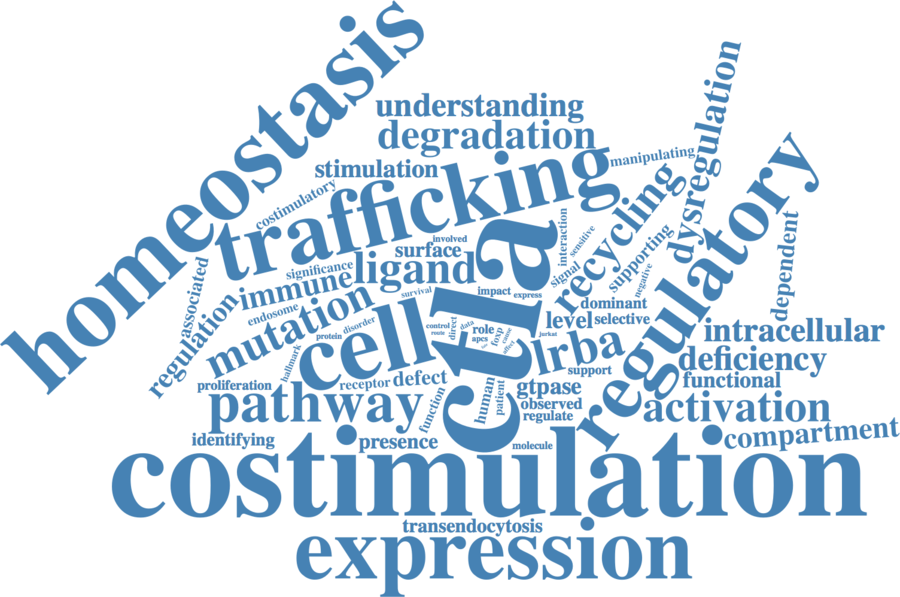 homeostasis
understanding
degradation
stimulation
manipulating
dysregulation
costimulatory
trafficking
regulatory
involved
surface
interaction
sensitive
recycling
associated
significance
ligand
signal
supporting
dependent
immune
ctla
negative
regulation
endosome
mutation
survival
impact
express
dominant
cell
protein
disorder
control
route
direct
data
role
apcs
foxp
cause
affect
level
selective
jurkat
intracellular
hallmark
lrba
deficiency
proliferation
receptor
defect
support
functional
pathway
function
human
patient
gtpase
observed
regulate
activation
identifying
presence
molecule
compartment
costimulation
transendocytosis
expression